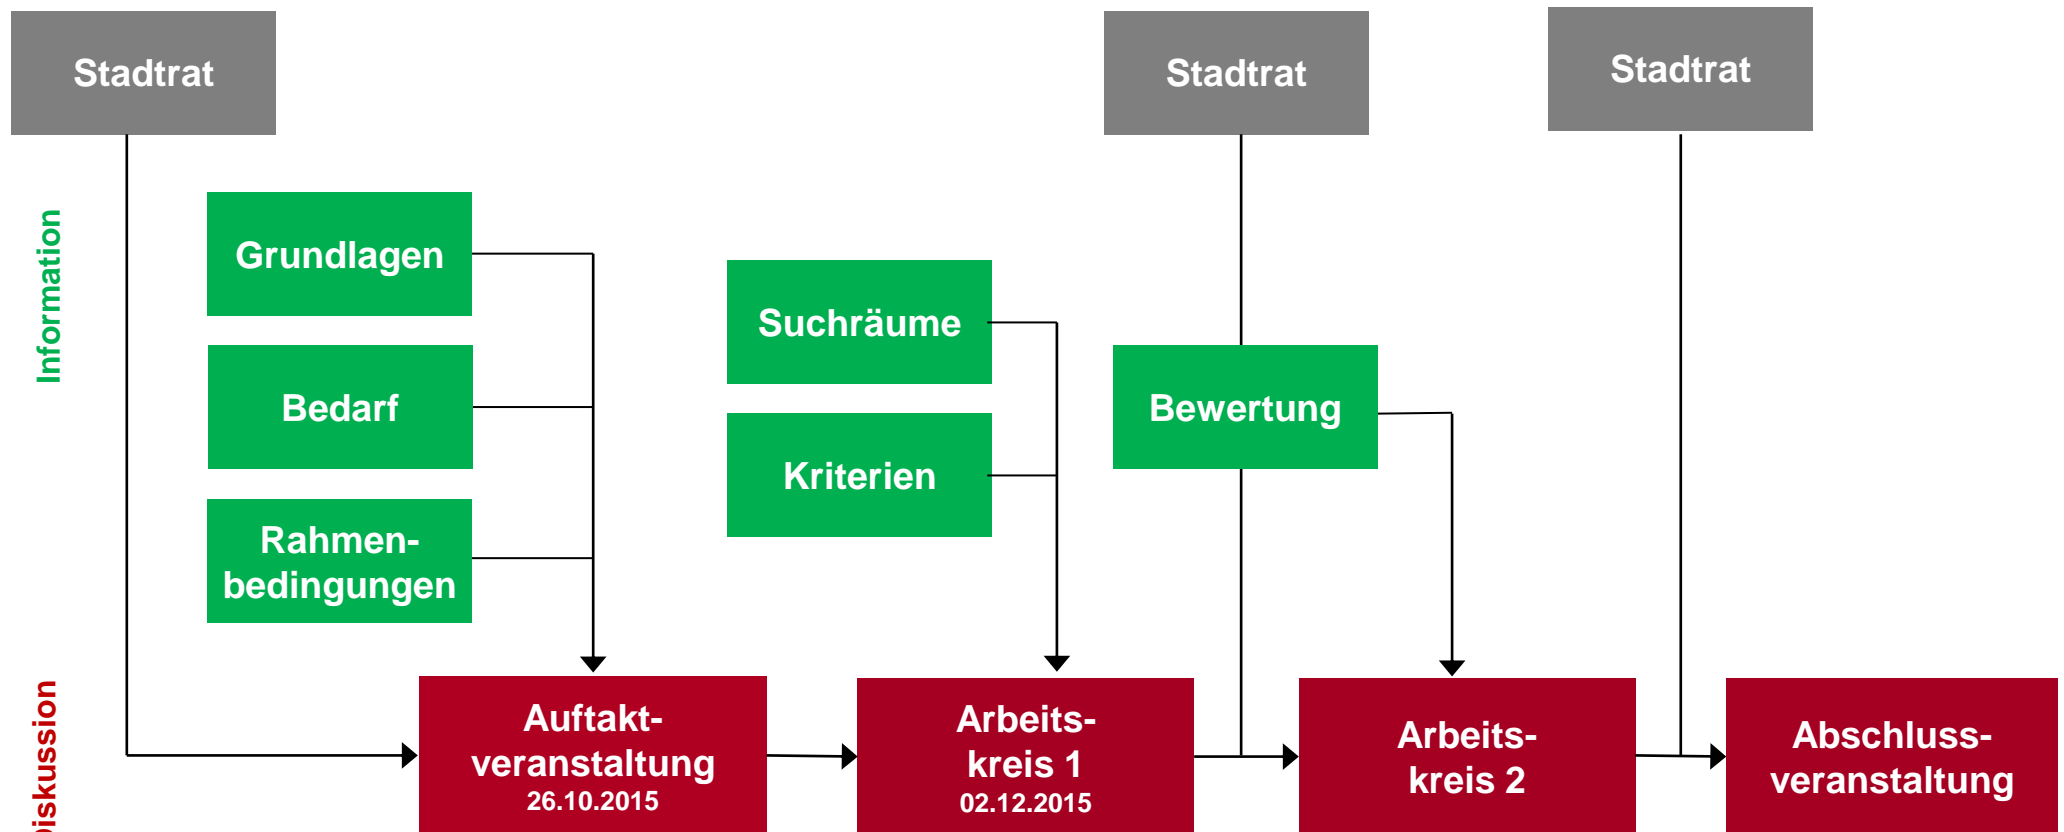 Stadtrat
Stadtrat
Stadtrat
Information
Grundlagen
Bedarf
Rahmen-
bedingungen
Suchräume
Kriterien
Bewertung
Diskussion
Auftakt-
veranstaltung
26.10.2015
Arbeits-
kreis 1
02.12.2015
Arbeits-
kreis 2
Abschluss-
veranstaltung